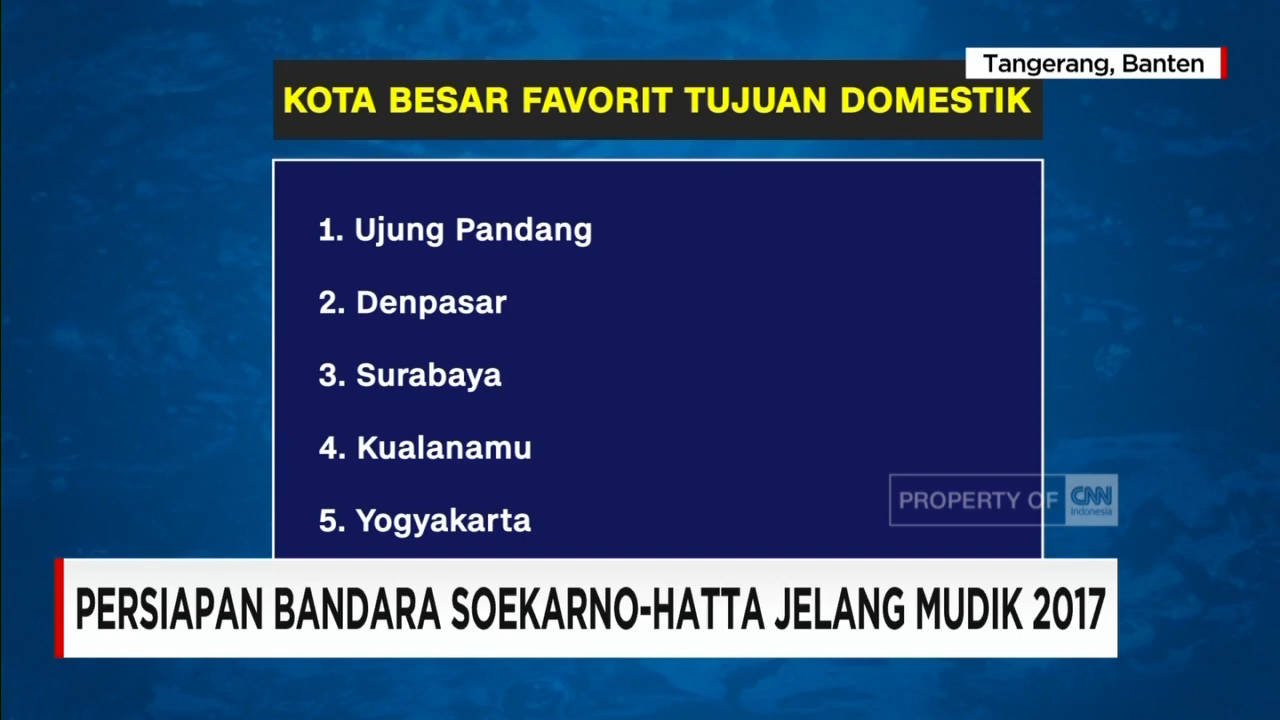 Tangerang, Banten
KOTA BESAR FAVORIT TUJUAN DOMESTIK
1. Ujung Pandang
2. Denpasar
3. Surabaya
4. Kualanamu
5. Yogyakarta
PROPERTY OF CNN Indonesia
PERSIAPAN BANDARA SOEKARNO-HATTA JELANG MUDIK 2017